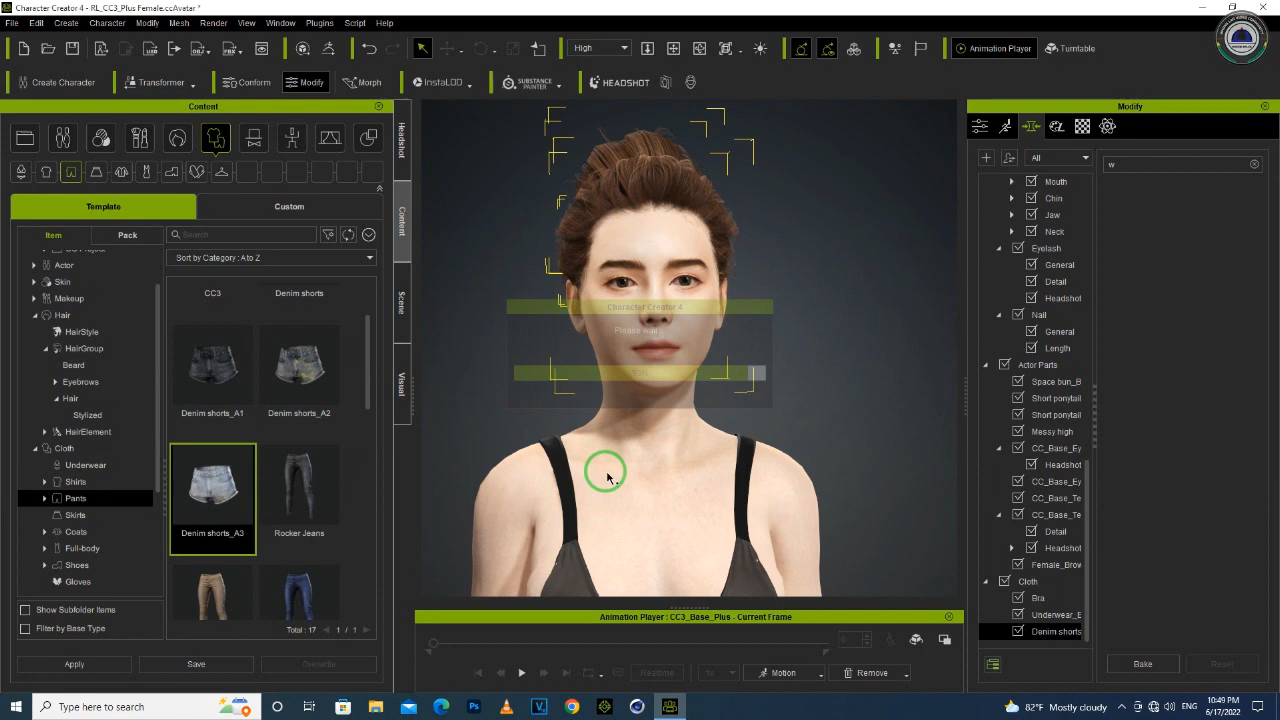 Character Creator 4 - RL_CC3_Plus Female.ccAvatar *
File Edit Create Character Modify Mesh View Window Plugins Script Help
High Animation Player Turntable
Create Character Transformer Conform Modify Morph InstaLOD SUBSTANCE PAINTER HEADSHOT
Content
Modify
Headshot
Content
Scene
Visual
Template Custom
Item Pack Search
Sort by Category : A to Z
Actor
Skin
Makeup
Hair
HairStyle
HairGroup
Beard
Eyebrows
Hair
Stylized
HairElement
Cloth
Underwear
Shirts
Pants
Skirts
Coats
Full-body
Shoes
Gloves
CC3 Denim shorts
Denim shorts_A1 Denim shorts_A2
Denim shorts_A3 Rocker Jeans
Show Subfolder Items
Filter by Base Type
Total : 17 1 / 1
Apply Save Overwrite
Character Creator 4
Please wait...
Animation Player : CC3_Base_Plus - Current Frame
0
Realtime 1x Motion Remove
All w
Mouth
Chin
Jaw
Neck
Eyelash
General
Detail
Headshot
Nail
General
Length
Actor Parts
Space bun_B
Short ponytail
Short ponytail
Messy high
CC_Base_Ey
Headshot
CC_Base_Ey
CC_Base_Te
CC_Base_Te
Detail
Headshot
Female_Brow
Cloth
Bra
Underwear_E
Denim shorts
Bake Reset
Type here to search
82°F Mostly cloudy ENG
10:49 PM
6/17/2022